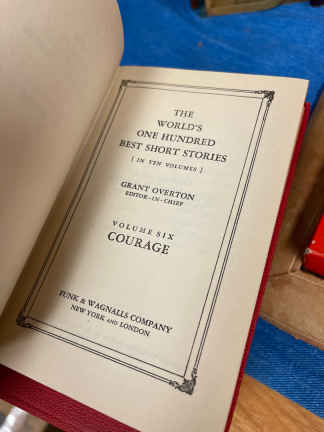 THE
WORLD'S
ONE HUNDRED
BEST SHORT STORIES
[ IN TEN VOLUMES ]
GRANT OVERTON
EDITOR-IN-CHIEF
VOLUME SIX
COURAGE
FUNK & WAGNALLS COMPANY
NEW YORK AND LONDON